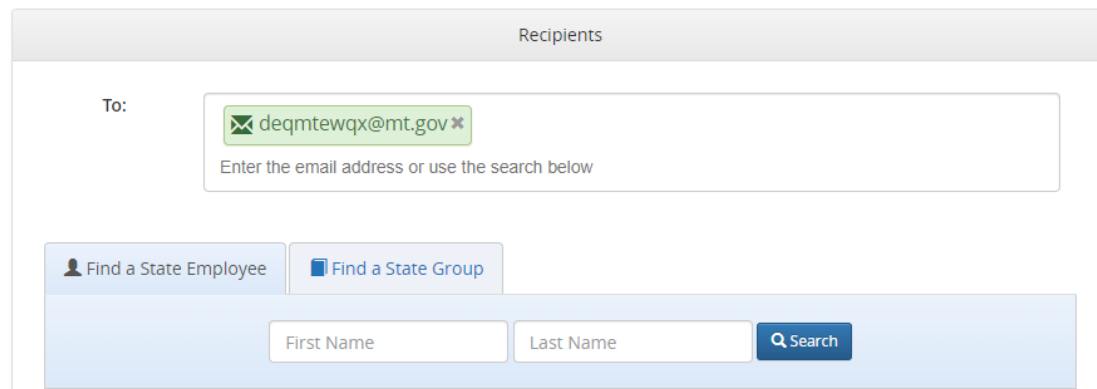 Recipients
To:
deqmtewqx@mt.gov
Enter the email address or use the search below
Find a State Employee
Find a State Group
First Name
Last Name
Search